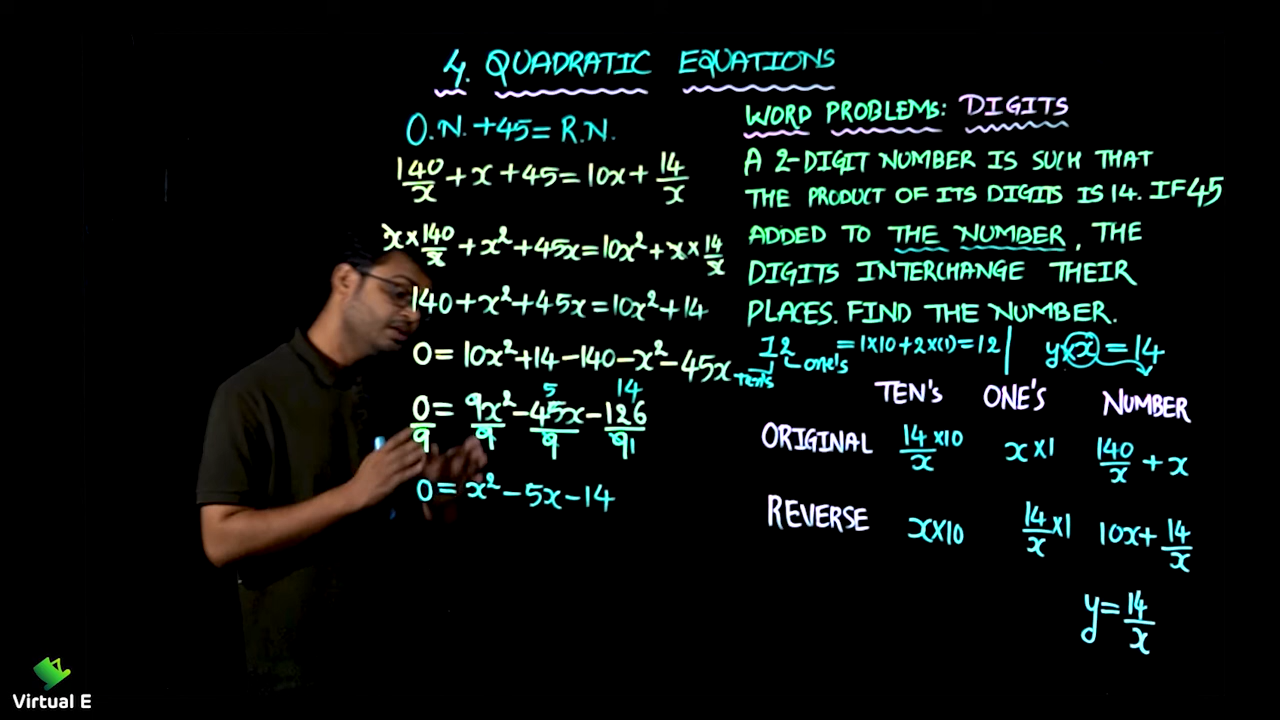 4. QUADRATIC EQUATIONS
O.N. +45= R.N.
140/x + x + 45 = 10x + 14/x
x × 140/x + x² + 45x = 10x² + x × 14/x
140 + x² + 45x = 10x² + 14
0 = 10x² + 14 - 140 - x² - 45x
5 14
0/9 = 9x²/9 - 45x/9 - 126/9 1
0 = x² - 5x - 14
WORD PROBLEMS: DIGITS
A 2-DIGIT NUMBER IS SUCH THAT
THE PRODUCT OF ITS DIGITS IS 14. IF 45
ADDED TO THE NUMBER, THE
DIGITS INTERCHANGE THEIR
PLACES. FIND THE NUMBER.
12 = 1×10+2×(1)=12 | y×x = 14
ten's one's
TEN's ONE's NUMBER
ORIGINAL 14/x ×10 x×1 140/x + x
REVERSE x×10 14/x ×1 10x + 14/x
y = 14/x
Virtual E